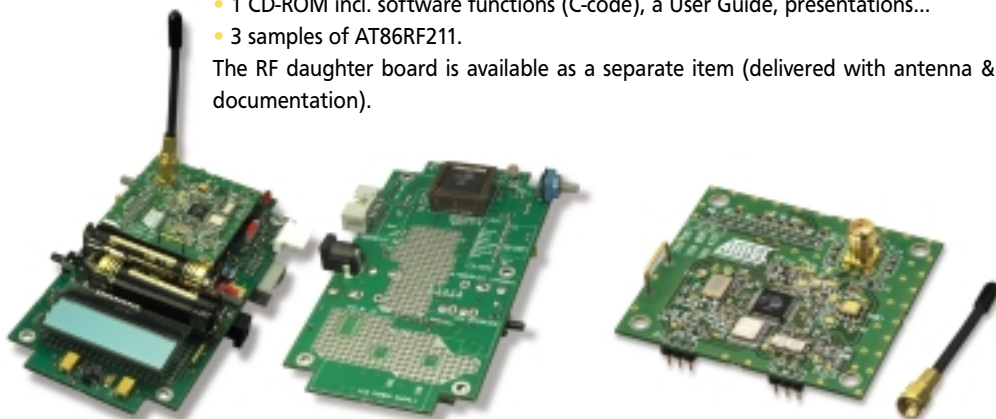 • 1 CD-ROM incl. software functions (C-code), a User Guide, presentations...
• 3 samples of AT86RF211.
The RF daughter board is available as a separate item (delivered with antenna &
documentation).
ATMEL